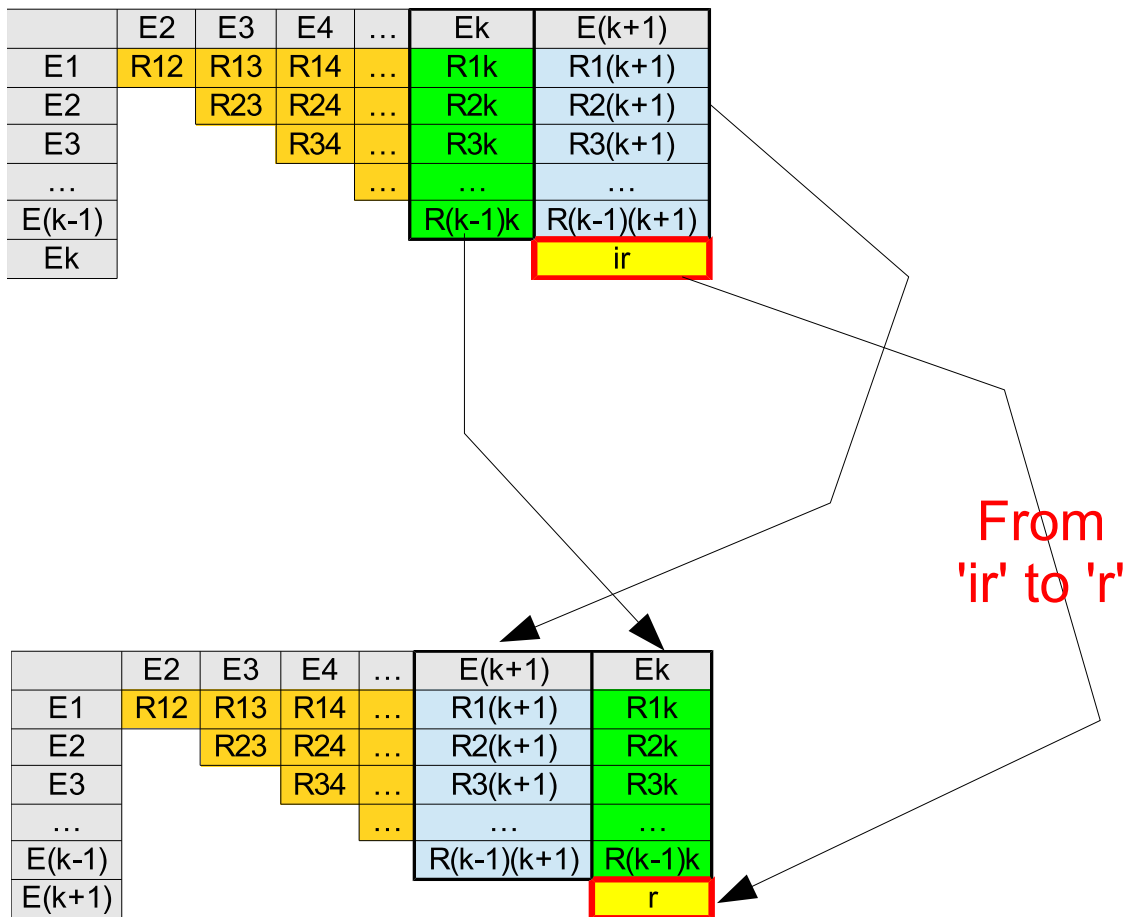 E2 E3 E4 … Ek E(k+1)
E1 R12 R13 R14 … R1k R1(k+1)
E2 R23 R24 … R2k R2(k+1)
E3 R34 … R3k R3(k+1)
… … … …
E(k-1) R(k-1)k R(k-1)(k+1)
Ek ir
From
'ir' to 'r'
E2 E3 E4 … E(k+1) Ek
E1 R12 R13 R14 … R1(k+1) R1k
E2 R23 R24 … R2(k+1) R2k
E3 R34 … R3(k+1) R3k
… … … …
E(k-1) R(k-1)(k+1) R(k-1)k
E(k+1) r